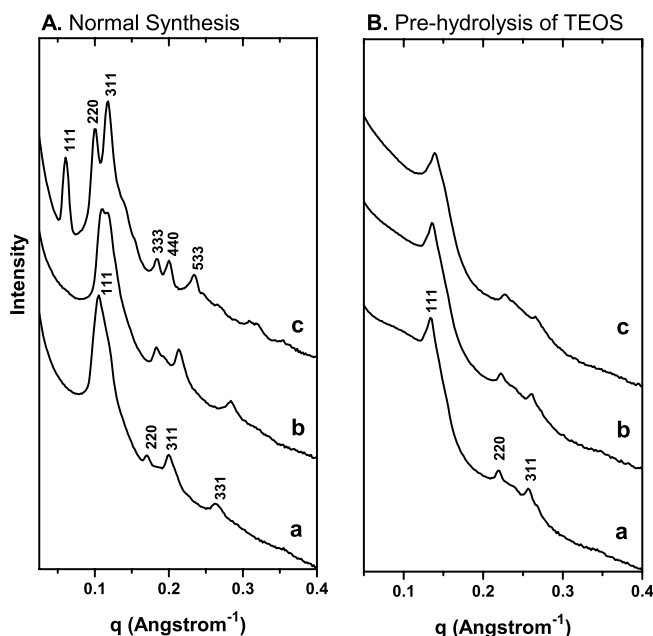 A. Normal Synthesis
B. Pre-hydrolysis of TEOS
Intensity
111
220
311
333
440
533
c
111
b
220
311
331
a
0.1
0.2
0.3
0.4
q (Angstrom⁻¹)
c
111
b
220
311
a
0.1
0.2
0.3
0.4
q (Angstrom⁻¹)